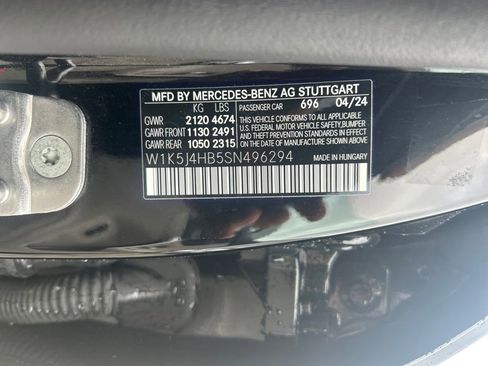 MFD BY MERCEDES-BENZ AG STUTTGART
KG LBS PASSENGER CAR 696 04/24
GVWR 2120 4674 THIS VEHICLE CONFORMS TO ALL APPLICABLE
GAWR FRONT 1130 2491 U.S. FEDERAL MOTOR VEHICLE SAFETY, BUMPER
GAWR REAR 1050 2315 AND THEFT PREVENTION STANDARDS IN EFFECT
ON THE DATE OF MANUFACTURE SHOWN ABOVE.
W1K5J4HB5SN496294 MADE IN HUNGARY